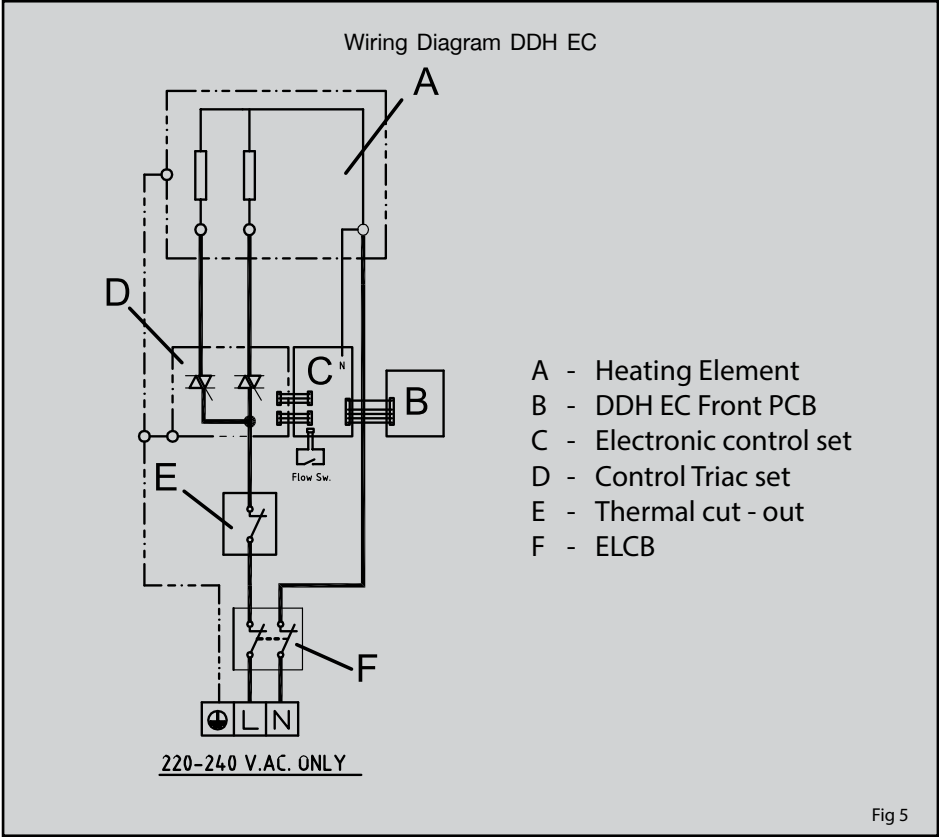 Wiring Diagram DDH EC
A
D
C
N
B
Flow Sw.
E
F
L N
220-240 V.AC. ONLY
A - Heating Element
B - DDH EC Front PCB
C - Electronic control set
D - Control Triac set
E - Thermal cut - out
F - ELCB
Fig 5